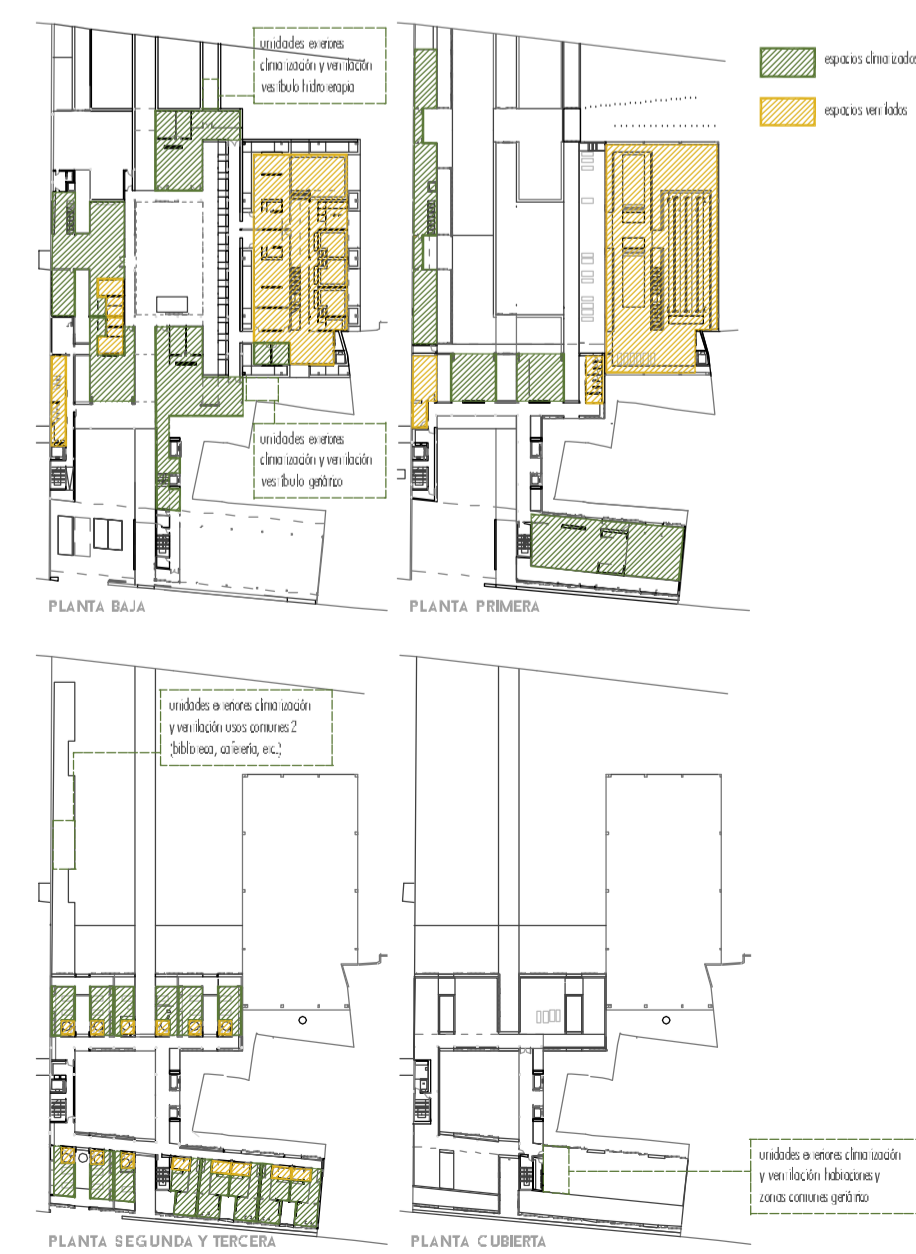 unidades exteriores
climatización y ventilación
vestíbulo hidroterapia
espacios climatizados
espacios ventilados
unidades exteriores
climatización y ventilación
vestíbulo geriátrico
PLANTA BAJA
PLANTA PRIMERA
unidades exteriores climatización
y ventilación usos comunes 2
(biblioteca, cafetería, etc.)
unidades exteriores climatización
y ventilación habitaciones y
zonas comunes geriátrico
PLANTA SEGUNDA Y TERCERA
PLANTA CUBIERTA